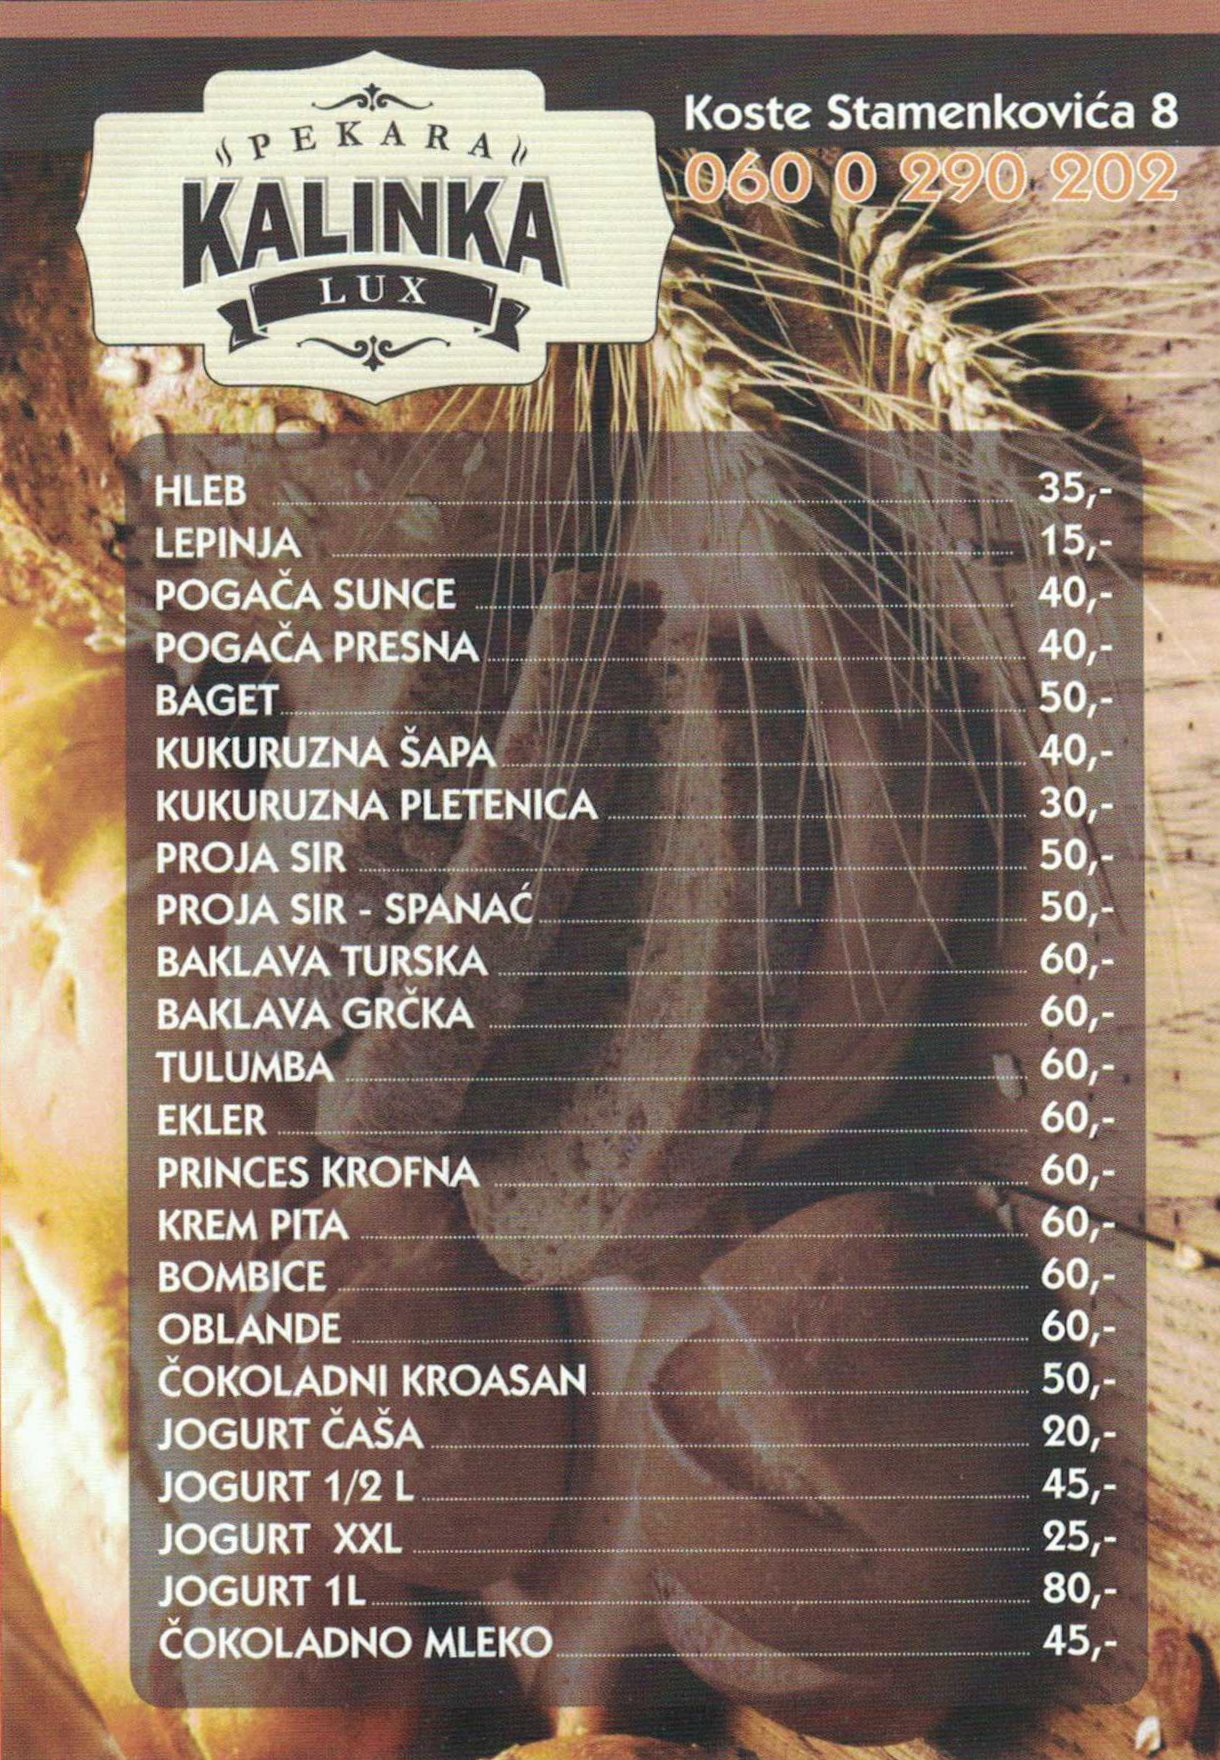 PEKARA
KALINKA
LUX
Koste Stamenkovića 8
060 0 290 202
HLEB 35,-
LEPINJA 15,-
POGAČA SUNCE 40,-
POGAČA PRESNA 40,-
BAGET 50,-
KUKURUZNA ŠAPA 40,-
KUKURUZNA PLETENICA 30,-
PROJA SIR 50,-
PROJA SIR - SPANAĆ 50,-
BAKLAVA TURSKA 60,-
BAKLAVA GRČKA 60,-
TULUMBA 60,-
EKLER 60,-
PRINCES KROFNA 60,-
KREM PITA 60,-
BOMBICE 60,-
OBLANDE 60,-
ČOKOLADNI KROASAN 50,-
JOGURT ČAŠA 20,-
JOGURT 1/2 L 45,-
JOGURT XXL 25,-
JOGURT 1L 80,-
ČOKOLADNO MLEKO 45,-